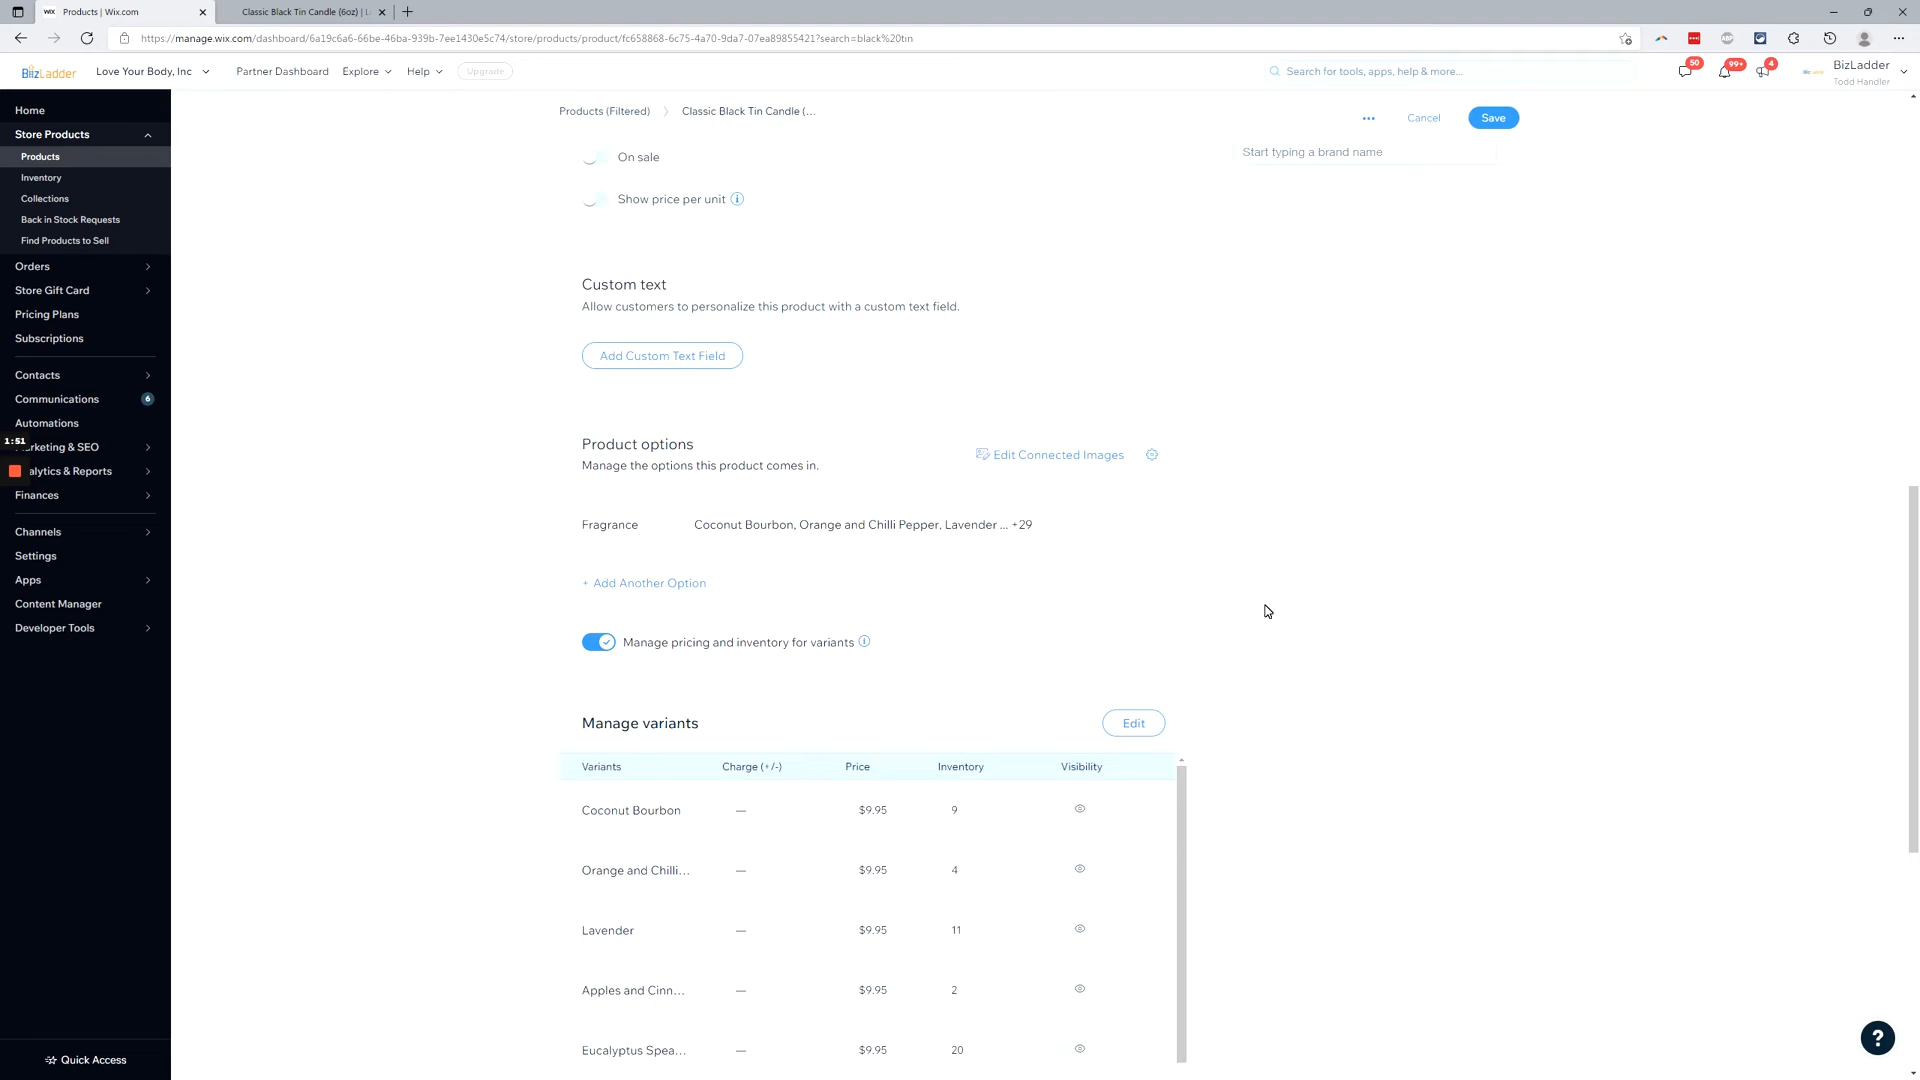 Products | Wix.com
Classic Black Tin Candle (6oz) |
https://manage.wix.com/dashboard/6a19c6a6-66be-46ba-939b-7ee1430e5c74/store/products/product/fc658868-6c75-4a70-9da7-07ea89855421?search=black%20tin
BizLadder
Love Your Body, Inc
Partner Dashboard
Explore
Help
Upgrade
Search for tools, apps, help & more...
50
99+
4
BizLadder
Todd Handler
Home
Store Products
Products
Inventory
Collections
Back in Stock Requests
Find Products to Sell
Orders
Store Gift Card
Pricing Plans
Subscriptions
Contacts
Communications
6
Automations
1:51
rketing & SEO
alytics & Reports
Finances
Channels
Settings
Apps
Content Manager
Developer Tools
Quick Access
Products (Filtered)
Classic Black Tin Candle (...
Cancel
Save
On sale
Start typing a brand name
Show price per unit
Custom text
Allow customers to personalize this product with a custom text field.
Add Custom Text Field
Product options
Manage the options this product comes in.
Edit Connected Images
Fragrance
Coconut Bourbon, Orange and Chilli Pepper, Lavender ... +29
+ Add Another Option
Manage pricing and inventory for variants
Manage variants
Edit
Variants Charge (+/-) Price Inventory Visibility
Coconut Bourbon — $9.95 9
Orange and Chilli... — $9.95 4
Lavender — $9.95 11
Apples and Cinn... — $9.95 2
Eucalyptus Spea... — $9.95 20
?